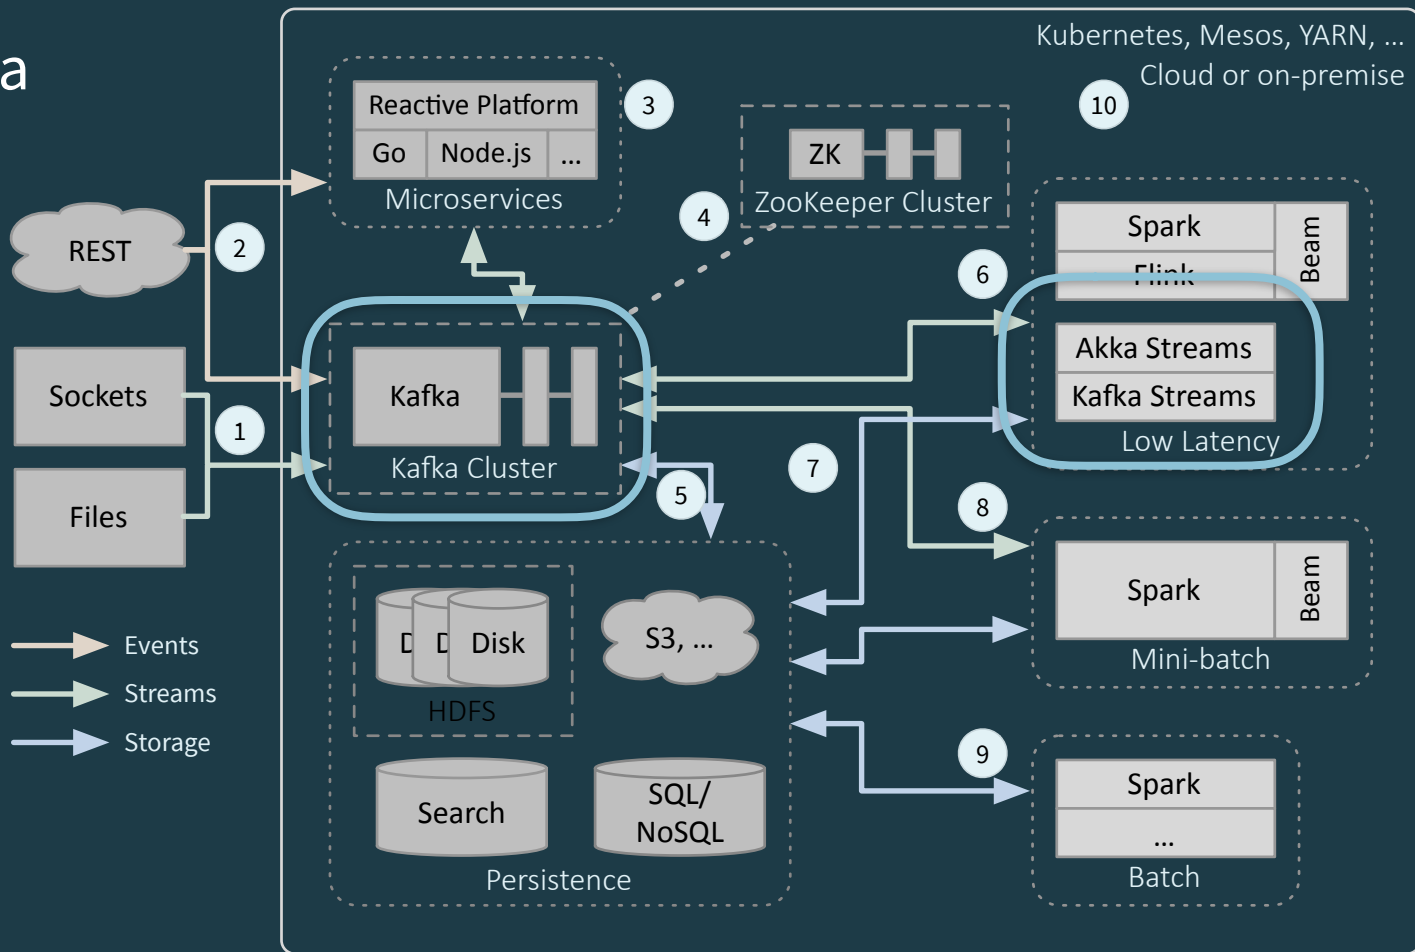 a
Kubernetes, Mesos, YARN, ...
Cloud or on-premise
10
Reactive Platform
Go
Node.js
...
Microservices
3
ZK
ZooKeeper Cluster
4
REST
2
Sockets
Files
1
Kafka
Kafka Cluster
5
6
Spark
Flink
Beam
Akka Streams
Kafka Streams
Low Latency
7
8
Spark
Beam
Mini-batch
D
D
Disk
HDFS
S3, ...
Search
SQL/
NoSQL
Persistence
9
Spark
...
Batch
Events
Streams
Storage